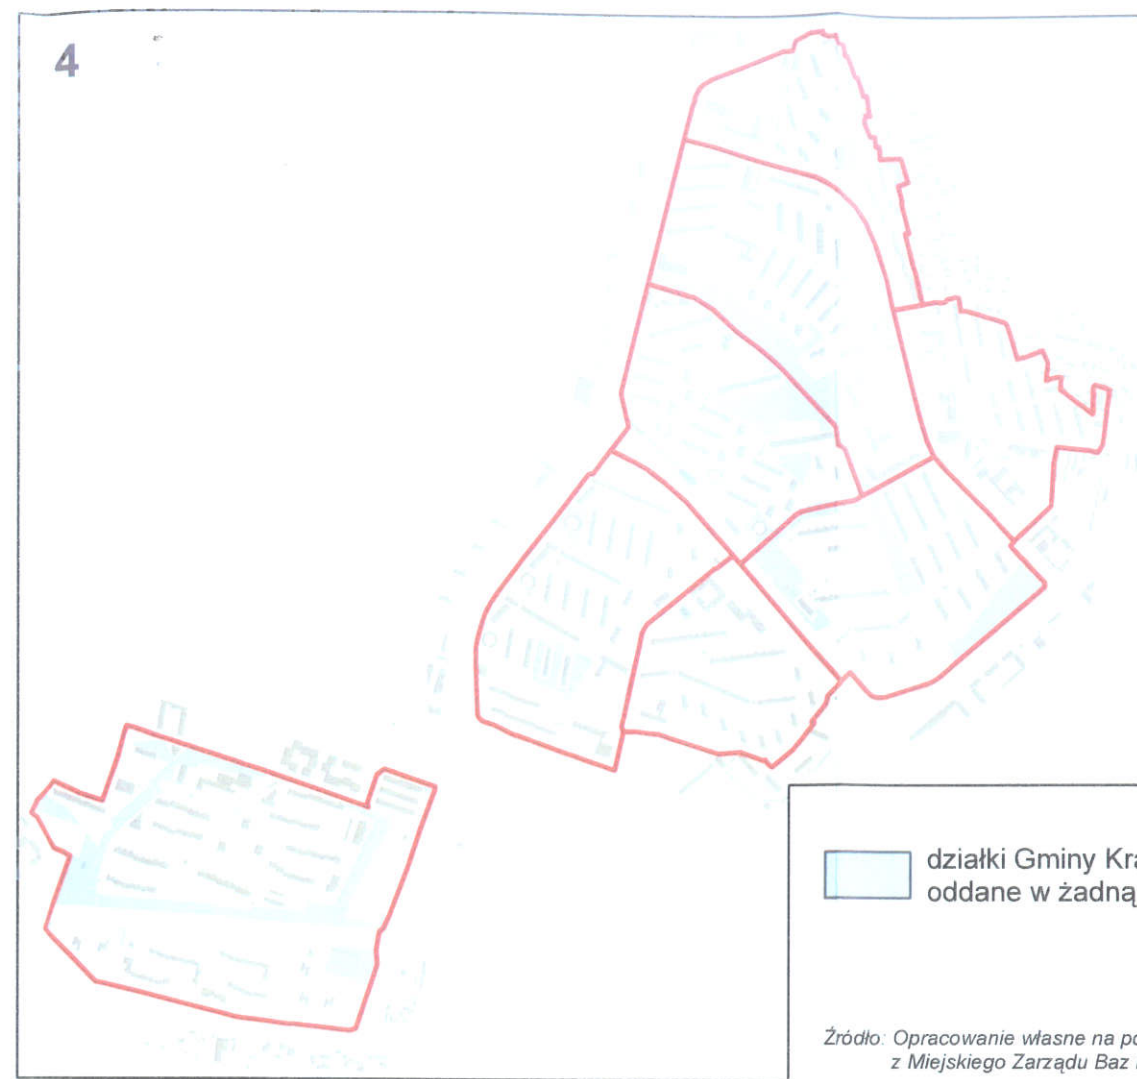 4
działki Gminy Kra
oddane w żadną
Źródło: Opracowanie własne na po
z Miejskiego Zarządu Baz